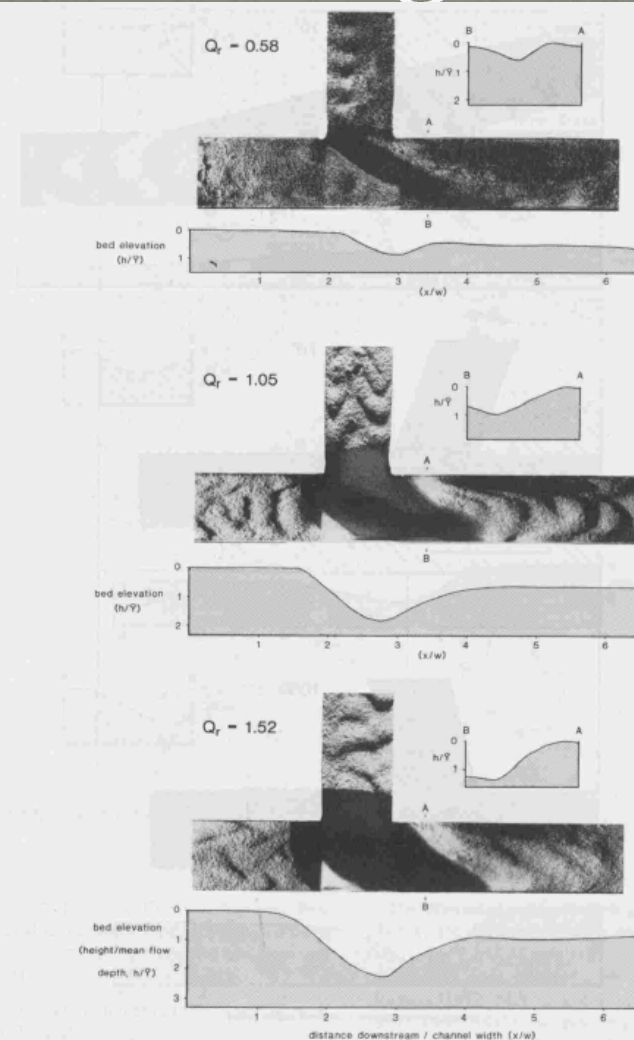 Qr - 0.58
B A
0
h/Ȳ 1
2
A
B
0
bed elevation
(h/Ȳ) 1
1 2 3 4 5 6
(x/w)
Qr - 1.05
B A
0
h/Ȳ
1
A
B
0
bed elevation 1
(h/Ȳ)
2
1 2 3 4 5 6
(x/w)
Qr - 1.52
B A
0
h/Ȳ
1
A
B
0
bed elevation 1
(height/mean flow
depth, h/Ȳ) 2
3
1 2 3 4 5 6
distance downstream / channel width (x/w)